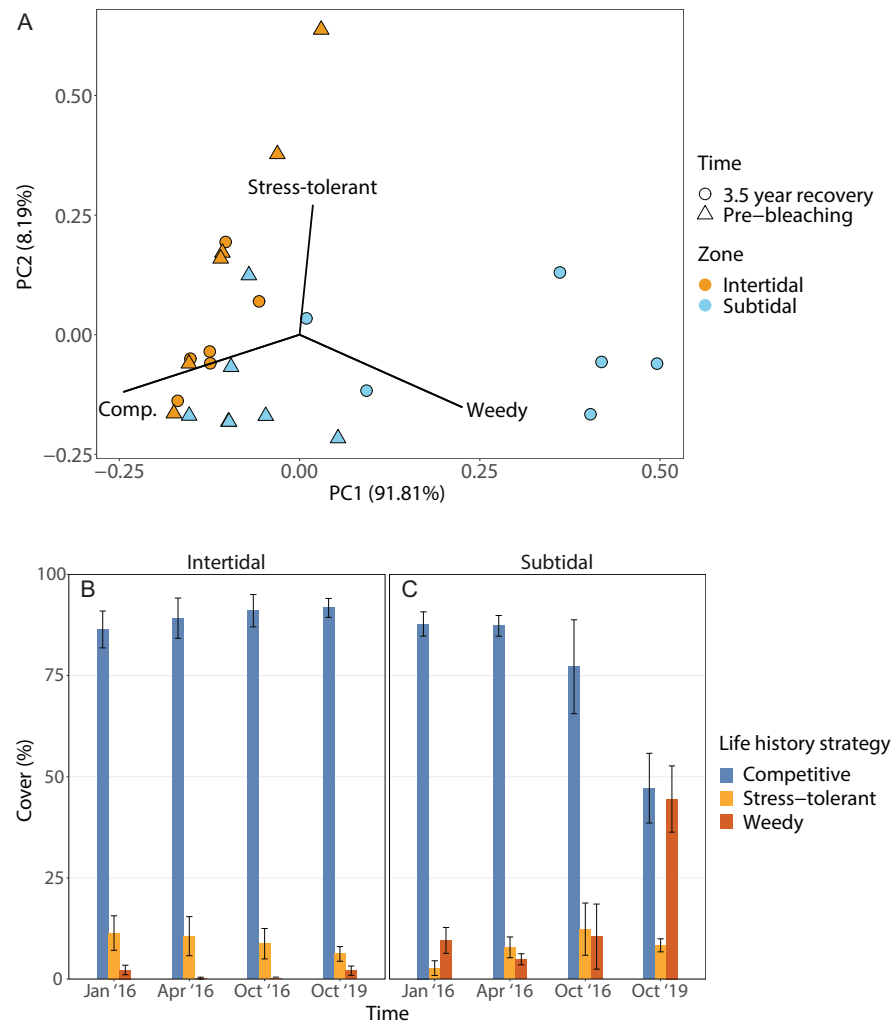 A
0.50
0.25
0.00
−0.25
PC2 (8.19%)
Stress-tolerant
Comp.
Weedy
−0.25
0.00
0.25
0.50
PC1 (91.81%)
Time
3.5 year recovery
Pre−bleaching
Zone
Intertidal
Subtidal
Intertidal
Subtidal
B
C
100
75
50
25
0
Cover (%)
Jan ‘16
Apr ‘16
Oct ‘16
Oct ‘19
Jan ‘16
Apr ‘16
Oct ‘16
Oct ‘19
Time
Life history strategy
Competitive
Stress−tolerant
Weedy